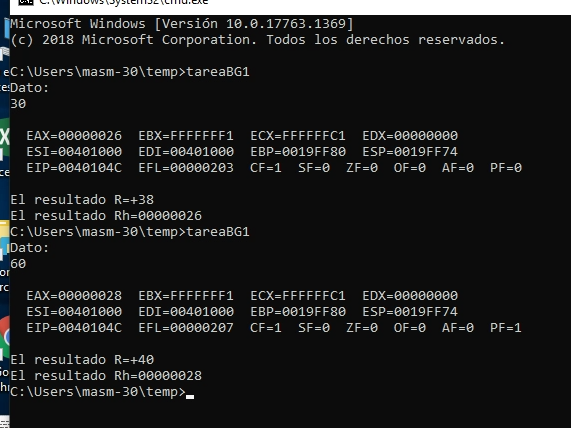 C:\Windows\System32\cmd.exe
Microsoft Windows [Versión 10.0.17763.1369]
(c) 2018 Microsoft Corporation. Todos los derechos reservados.
C:\Users\masm-30\temp>tareaBG1
Dato:
30
EAX=00000026 EBX=FFFFFFF1 ECX=FFFFFFC1 EDX=00000000
ESI=00401000 EDI=00401000 EBP=0019FF80 ESP=0019FF74
EIP=0040104C EFL=00000203 CF=1 SF=0 ZF=0 OF=0 AF=0 PF=0
El resultado R=+38
El resultado Rh=00000026
C:\Users\masm-30\temp>tareaBG1
Dato:
60
EAX=00000028 EBX=FFFFFFF1 ECX=FFFFFFC1 EDX=00000000
ESI=00401000 EDI=00401000 EBP=0019FF80 ESP=0019FF74
EIP=0040104C EFL=00000207 CF=1 SF=0 ZF=0 OF=0 AF=0 PF=1
El resultado R=+40
El resultado Rh=00000028
C:\Users\masm-30\temp>